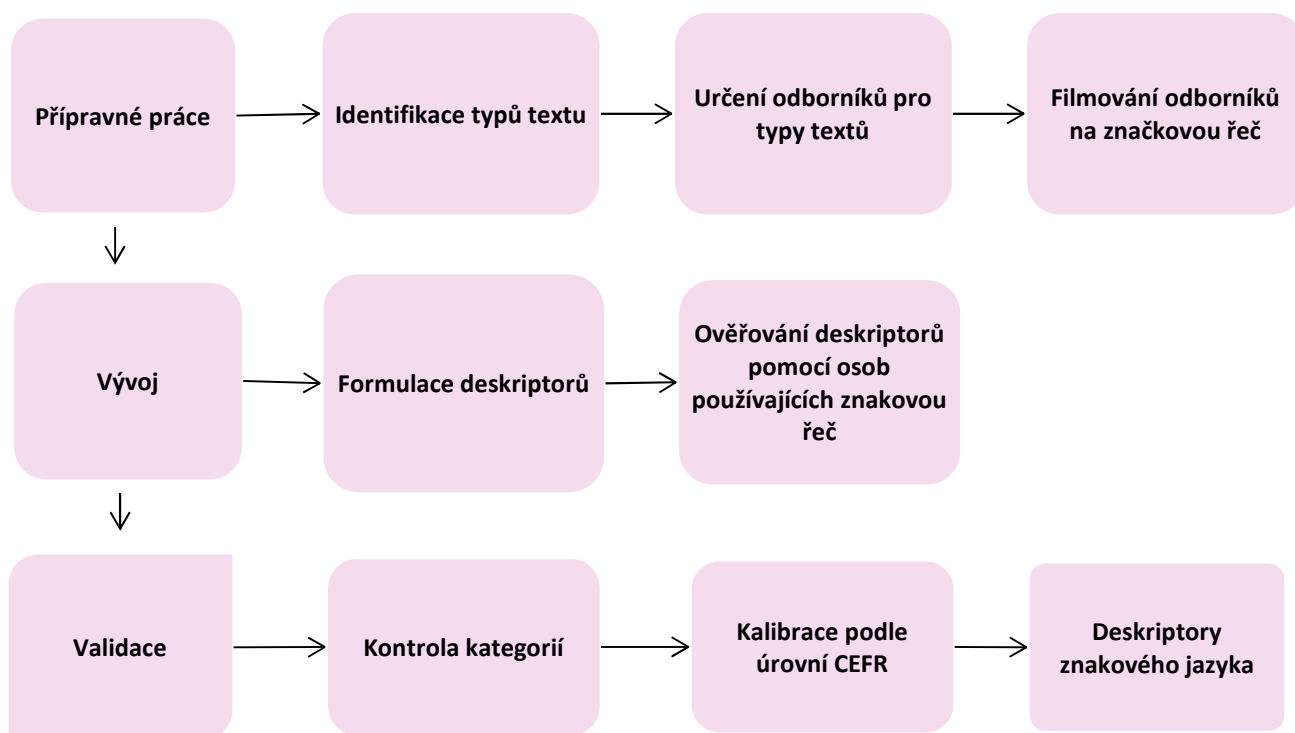 Přípravné práce
Identifikace typů textu
Určení odborníků pro
typy textů
Filmování odborníků
na značkovou řeč
Vývoj
Formulace deskriptorů
Ověřování deskriptorů
pomocí osob
používajících znakovou
řeč
Validace
Kontrola kategorií
Kalibrace podle
úrovní CEFR
Deskriptory
znakového jazyka